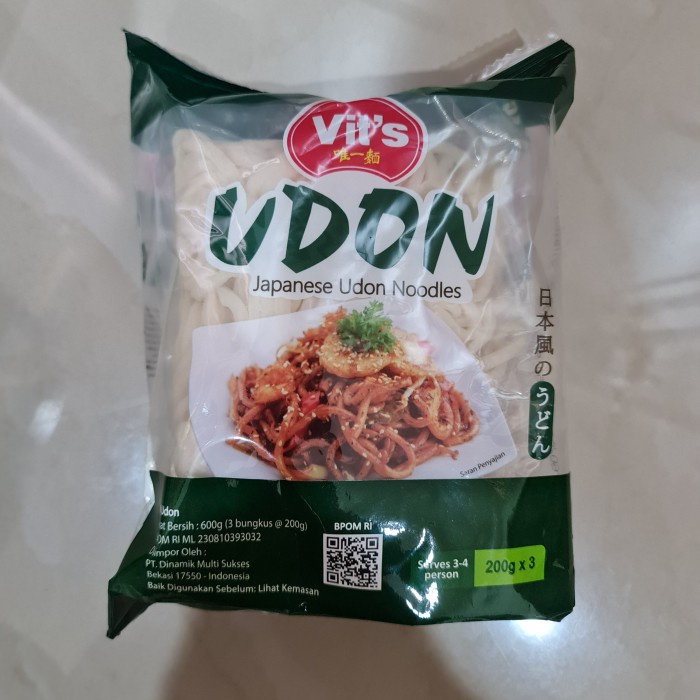 Vit's
唯一麵
UDON
Japanese Udon Noodles
日本風の
うどん
Saran Penyajian
Udon
Bersih : 600g (3 bungkus @ 200g)
RI ML 230810393032
Oleh :
PT. Dinamik Multi Sukses
Bekasi 17550 - Indonesia
Baik Digunakan Sebelum: Lihat Kemasan
BPOM RI
Serves 3-4
person
200g x 3